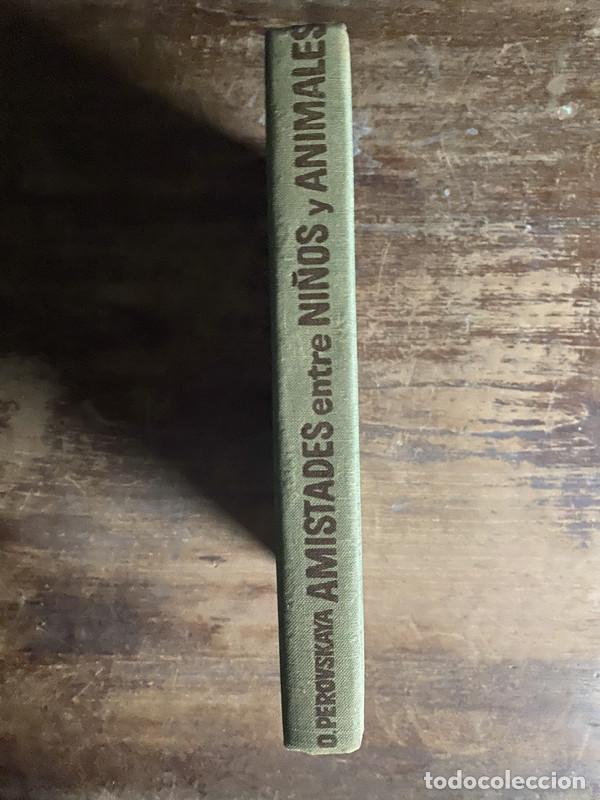 O. PEROVSKAYA AMISTADES entre NIÑOS y ANIMALES
todocoleccion